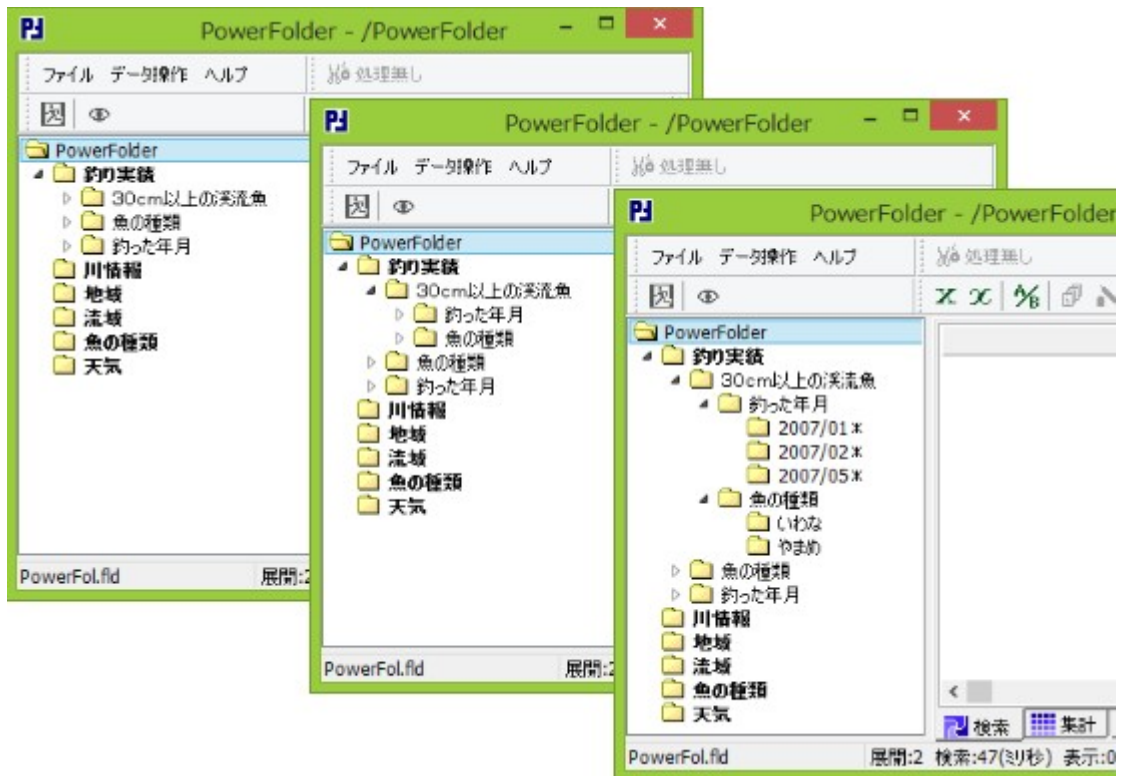 PowerFolder - /PowerFolder
ファイル データ操作 ヘルプ 処理無し
PowerFolder
釣り実績
30cm以上の渓流魚
魚の種類
釣った年月
川情報
地域
流域
魚の種類
天気
PowerFol.fld 展開:2
PowerFolder - /PowerFolder
ファイル データ操作 ヘルプ 処理無し
PowerFolder
釣り実績
30cm以上の渓流魚
釣った年月
魚の種類
魚の種類
釣った年月
川情報
地域
流域
魚の種類
天気
PowerFol.fld 展開:2
PowerFolder - /PowerFolder
ファイル データ操作 ヘルプ 処理無し
PowerFolder
釣り実績
30cm以上の渓流魚
釣った年月
2007/01*
2007/02*
2007/05*
魚の種類
いわな
やまめ
魚の種類
釣った年月
川情報
地域
流域
魚の種類
天気
検索 集計
PowerFol.fld 展開:2 検索:47(ミリ秒) 表示:0